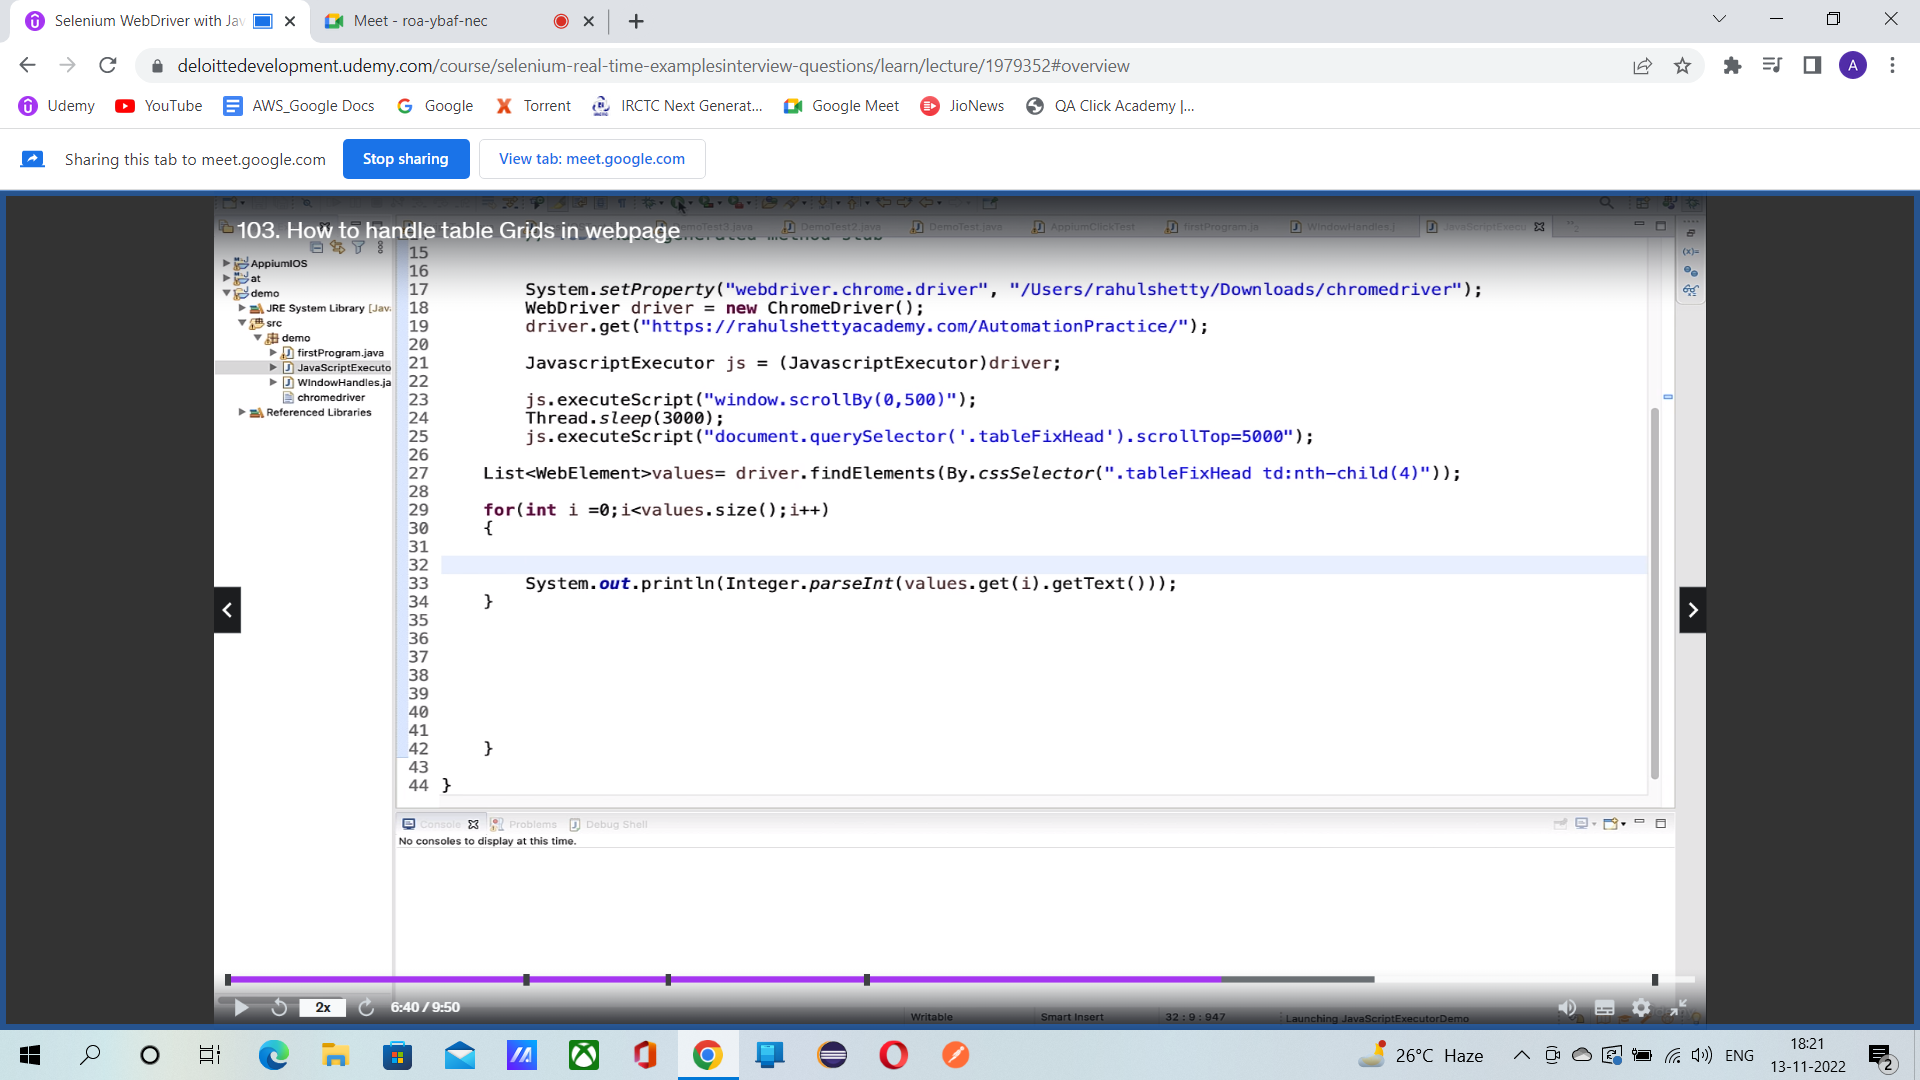 Selenium WebDriver with Jav
Meet - roa-ybaf-nec
deloittedevelopment.udemy.com/course/selenium-real-time-examplesinterview-questions/learn/lecture/1979352#overview
A
Udemy
YouTube
AWS_Google Docs
Google
Torrent
IRCTC Next Generat...
Google Meet
JioNews
QA Click Academy |...
Sharing this tab to meet.google.com
Stop sharing
View tab: meet.google.com
103. How to handle table Grids in webpage
DemoTest2.java
DemoTest.java
AppiumClickTest
firstProgram.ja
WindowHandles.j
JavaScriptExecu
AppiumIOS
at
demo
JRE System Library [Jav
src
demo
firstProgram.java
JavaScriptExecuto
WIndowHandles.ja
chromedriver
Referenced Libraries
15
16
17 System.setProperty("webdriver.chrome.driver", "/Users/rahulshetty/Downloads/chromedriver");
18 WebDriver driver = new ChromeDriver();
19 driver.get("https://rahulshettyacademy.com/AutomationPractice/");
20
21 JavascriptExecutor js = (JavascriptExecutor)driver;
22
23 js.executeScript("window.scrollBy(0,500)");
24 Thread.sleep(3000);
25 js.executeScript("document.querySelector('.tableFixHead').scrollTop=5000");
26
27 List<WebElement>values= driver.findElements(By.cssSelector(".tableFixHead td:nth-child(4)"));
28
29 for(int i =0;i<values.size();i++)
30 {
31
32
33 System.out.println(Integer.parseInt(values.get(i).getText()));
34 }
35
36
37
38
39
40
41
42 }
43
44 }
Console
Problems
Debug Shell
No consoles to display at this time.
2x
6:40 / 9:50
Writable
Smart Insert
32 : 9 : 947
Launching JavaScriptExecutorDemo
26°C Haze
ENG
18:21
13-11-2022
2